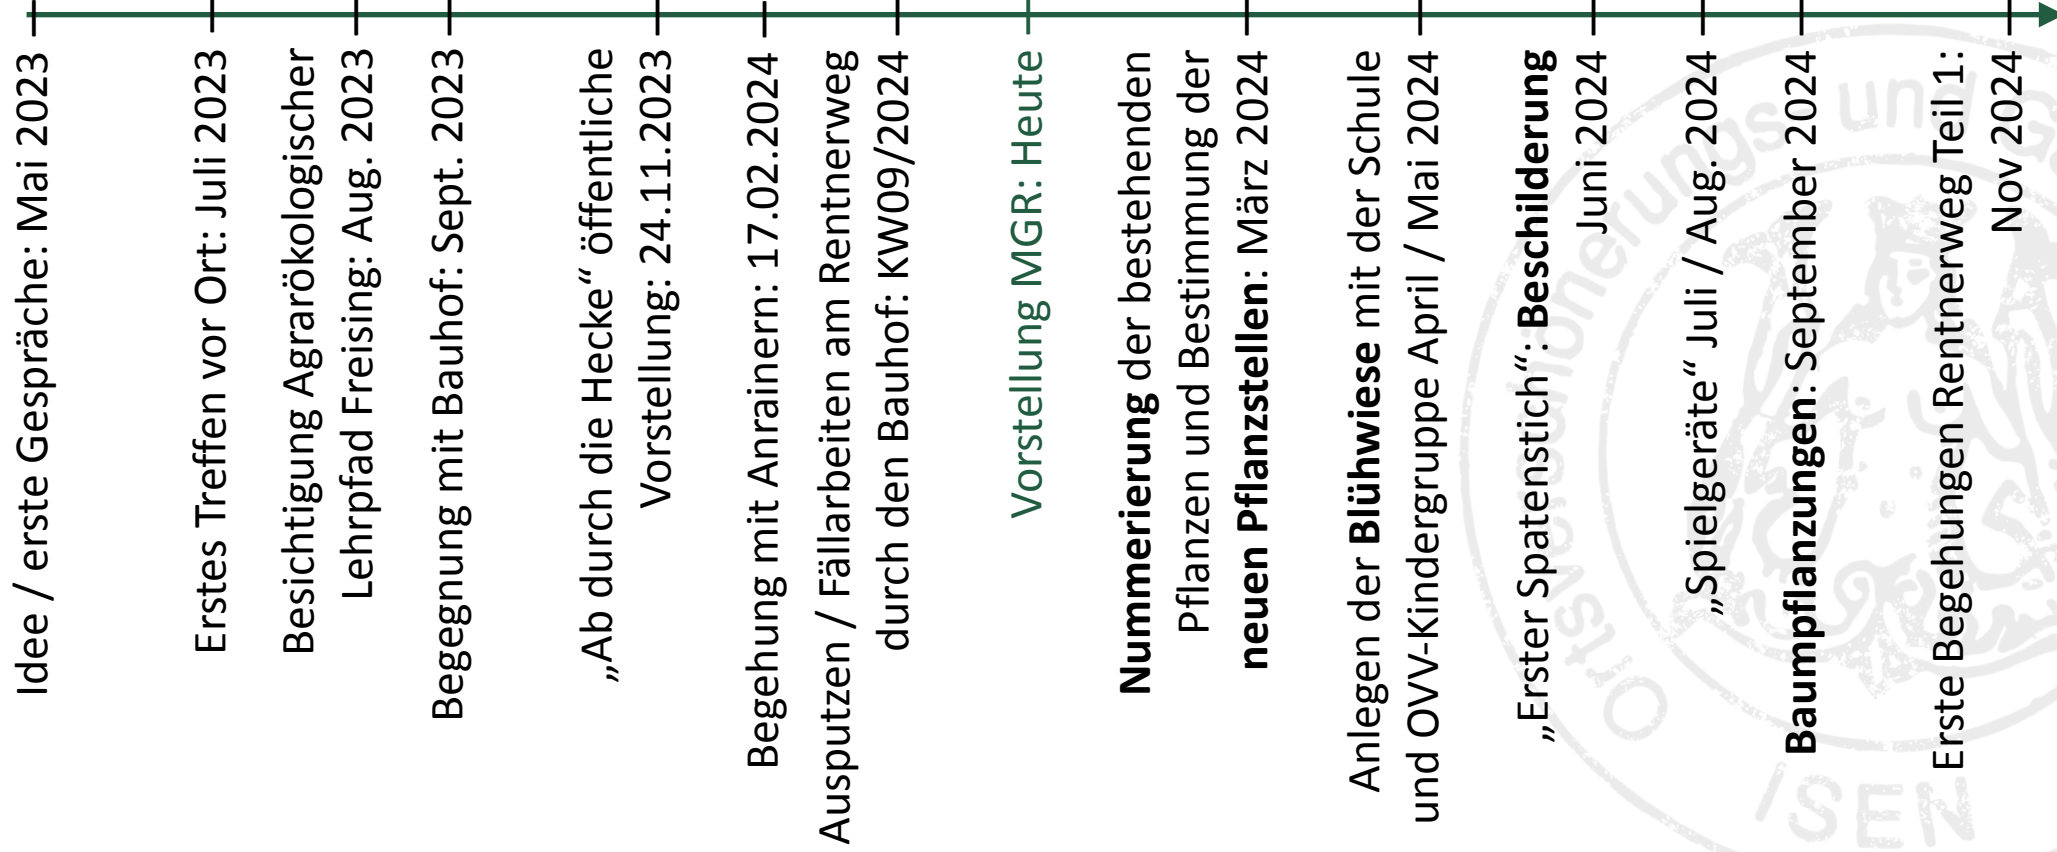 Idee / erste Gespräche: Mai 2023
Erstes Treffen vor Ort: Juli 2023
Besichtigung Agrarökologischer
Lehrpfad Freising: Aug. 2023
Begegnung mit Bauhof: Sept. 2023
„Ab durch die Hecke“ öffentliche
Vorstellung: 24.11.2023
Begehung mit Anrainern: 17.02.2024
Ausputzen / Fällarbeiten am Rentnerweg
durch den Bauhof: KW09/2024
Vorstellung MGR: Heute
Nummerierung der bestehenden
Pflanzen und Bestimmung der
neuen Pflanzstellen: März 2024
Anlegen der Blühwiese mit der Schule
und OVV-Kindergruppe April / Mai 2024
„Erster Spatenstich“: Beschilderung
Juni 2024
„Spielgeräte“ Juli / Aug. 2024
Baumpflanzungen: September 2024
Erste Begehungen Rentnerweg Teil 1:
Nov 2024
Ortsverschönerungs und G
ISEN